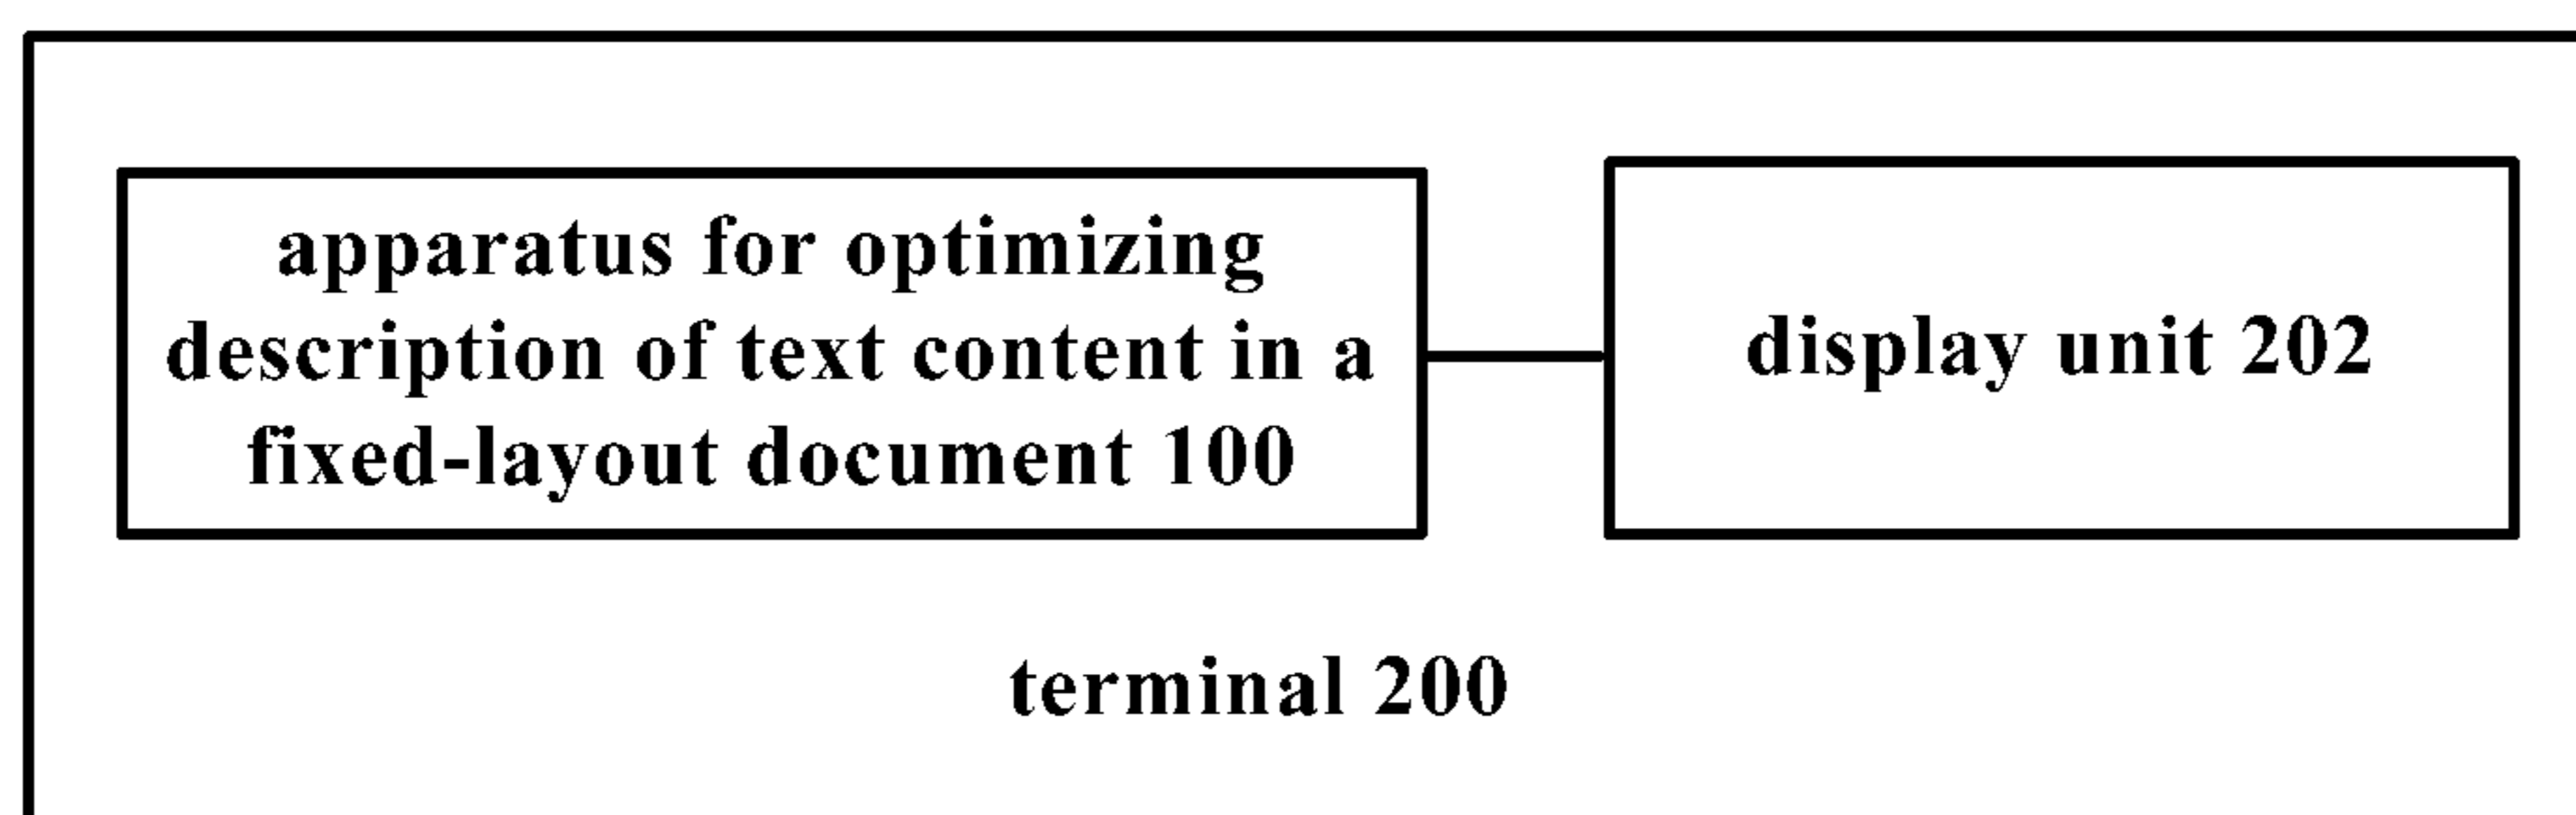 apparatus for optimizing
description of text content in a
fixed-layout document 100
display unit 202
terminal 200